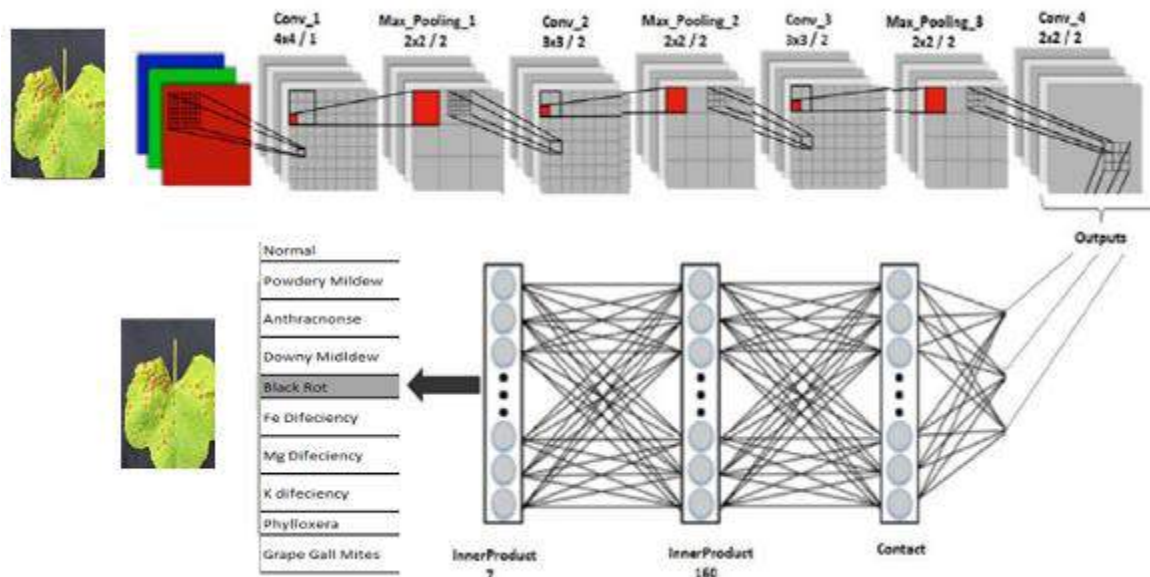 Conv_1
4x4 / 1
Max_Pooling_1
2x2 / 2
Conv_2
3x3 / 2
Max_Pooling_2
2x2 / 2
Conv_3
3x3 / 2
Max_Pooling_3
2x2 / 2
Conv_4
2x2 / 2
Outputs
Normal
Powdery Mildew
Anthracnonse
Downy Midldew
Black Rot
Fe Difeciency
Mg Difeciency
K difeciency
Phylloxera
Grape Gall Mites
InnerProduct
InnerProduct
160
Contact